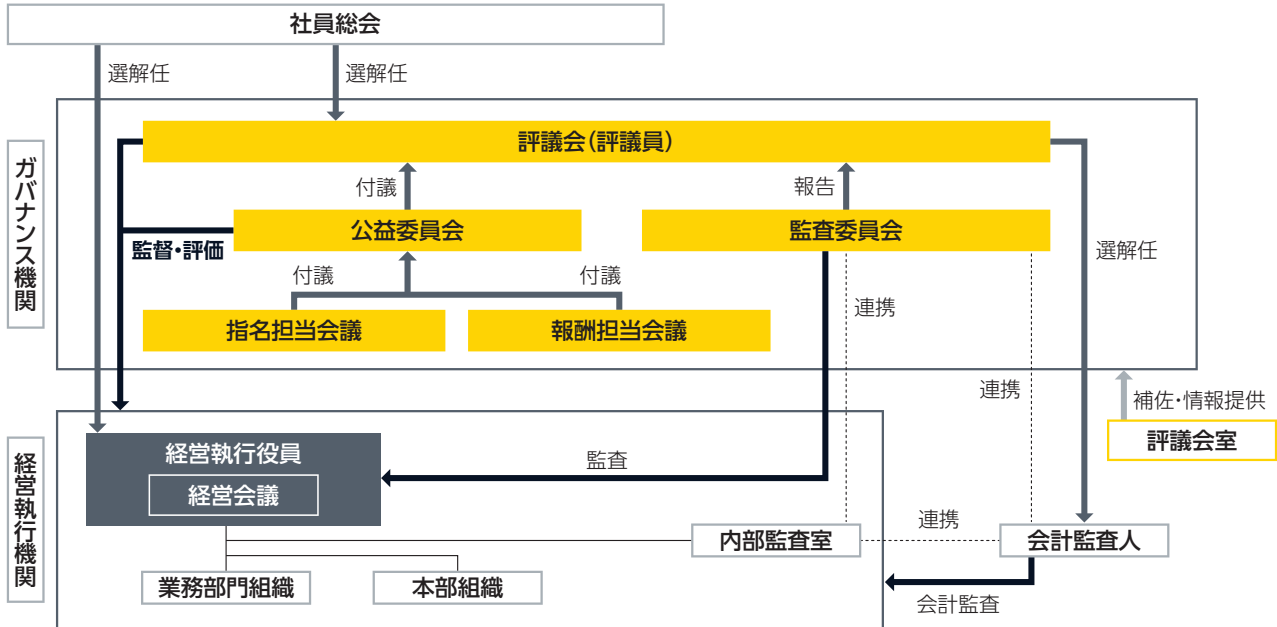 社員総会
選解任
選解任
ガバナンス機関
評議会(評議員)
付議
報告
公益委員会
監査委員会
監督・評価
選解任
付議
付議
連携
指名担当会議
報酬担当会議
連携
補佐・情報提供
評議会室
経営執行機関
経営執行役員
監査
経営会議
連携
内部監査室
会計監査人
業務部門組織
本部組織
会計監査